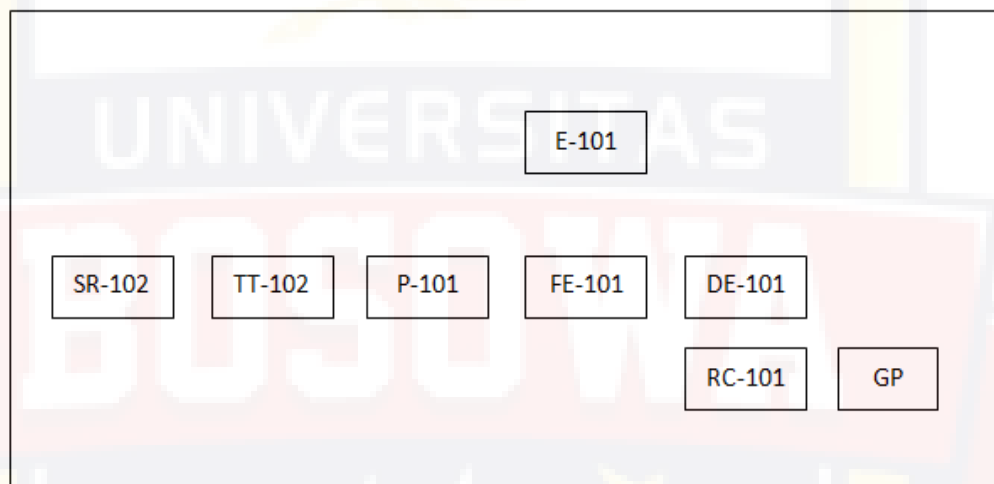 UNIVERSITAS
E-101
BOSOWA
SR-102
TT-102
P-101
FE-101
DE-101
RC-101
GP